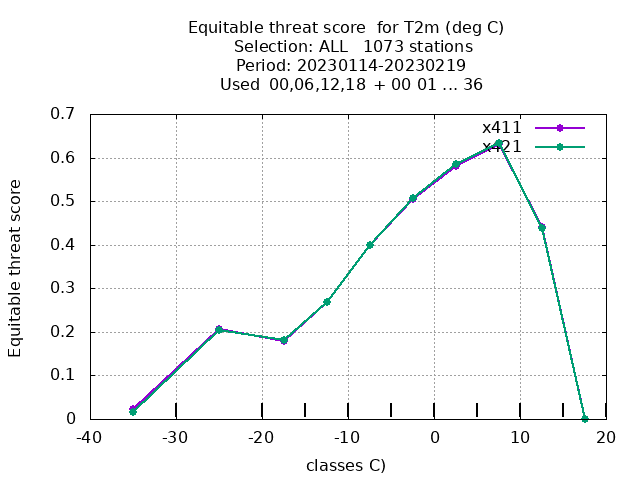 Equitable threat score  for T2m (deg C)
Selection: ALL   1073 stations
Period: 20230114-20230219
Used  00,06,12,18  + 00 01 ... 36
0.7
0.6
0.5
0.4
0.3
0.2
0.1
0
Equitable threat score
x411
x421
-40 -30 -20 -10 0 10 20
classes C)